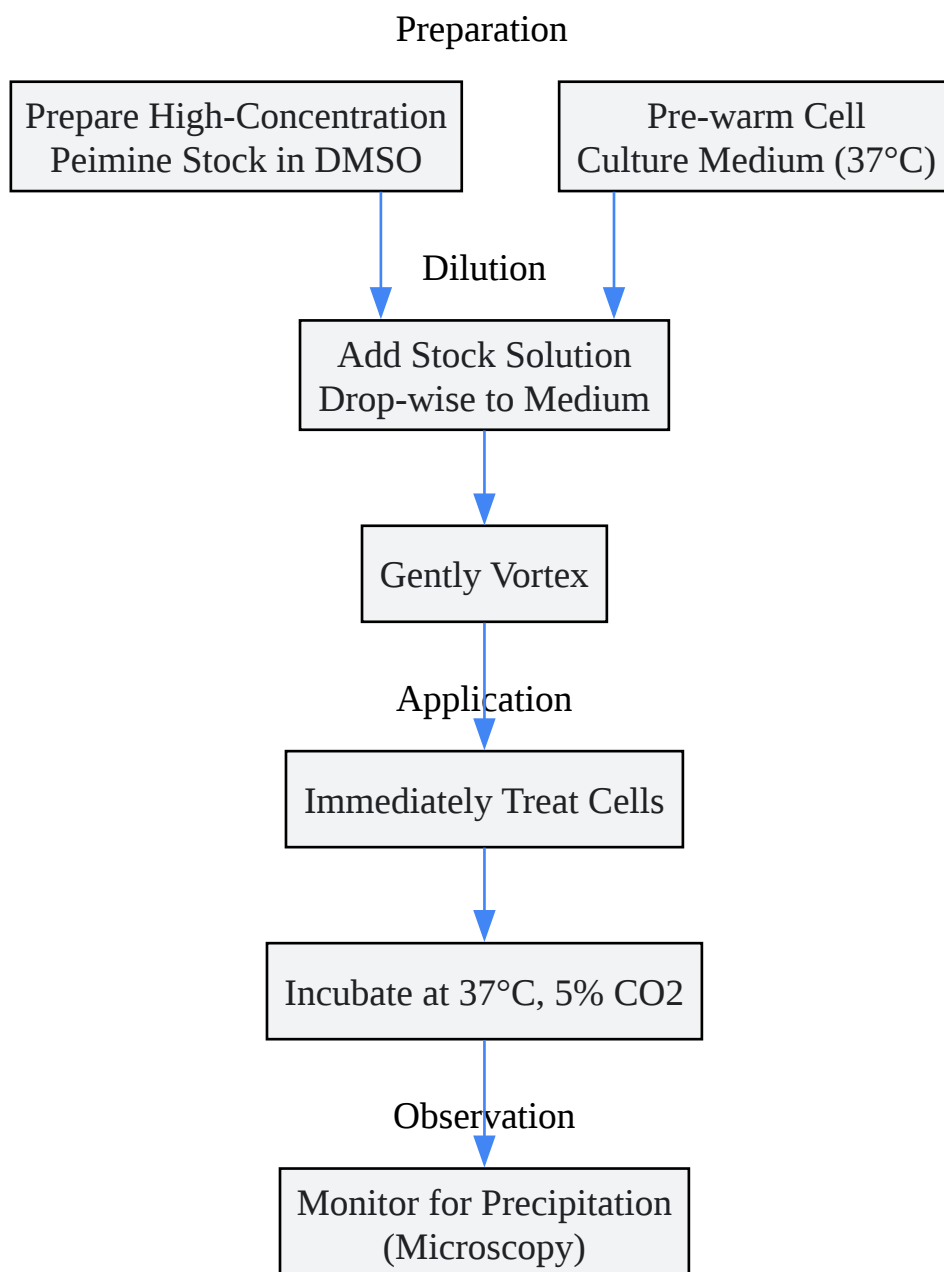 Preparation
Prepare High-Concentration
Peimine Stock in DMSO
Pre-warm Cell
Culture Medium (37°C)
Dilution
Add Stock Solution
Drop-wise to Medium
Gently Vortex
Application
Immediately Treat Cells
Incubate at 37°C, 5% CO2
Observation
Monitor for Precipitation
(Microscopy)